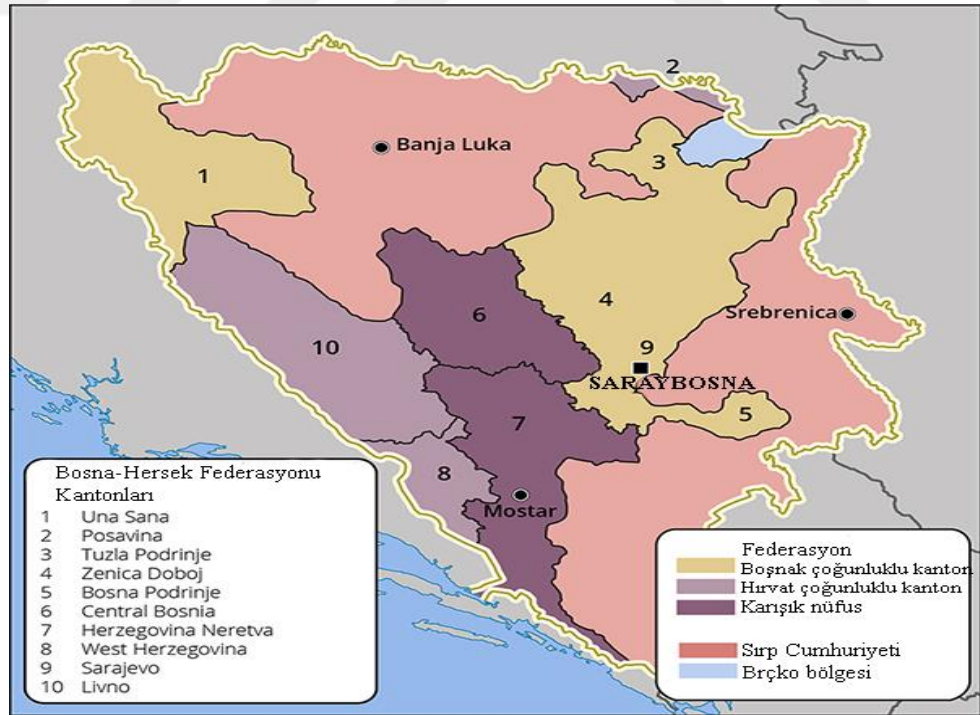 2
Banja Luka
3
1
4
Srebrenica
6
10
9
SARAYBOSNA
5
7
8
Mostar
Bosna-Hersek Federasyonu
Kantonları
1 Una Sana
2 Posavina
3 Tuzla Podrinje
4 Zenica Doboj
5 Bosna Podrinje
6 Central Bosnia
7 Herzegovina Neretva
8 West Herzegovina
9 Sarajevo
10 Livno
Federasyon
Boşnak çoğunluklu kanton
Hırvat çoğunluklu kanton
Karışık nüfus
Sırp Cumhuriyeti
Brçko bölgesi